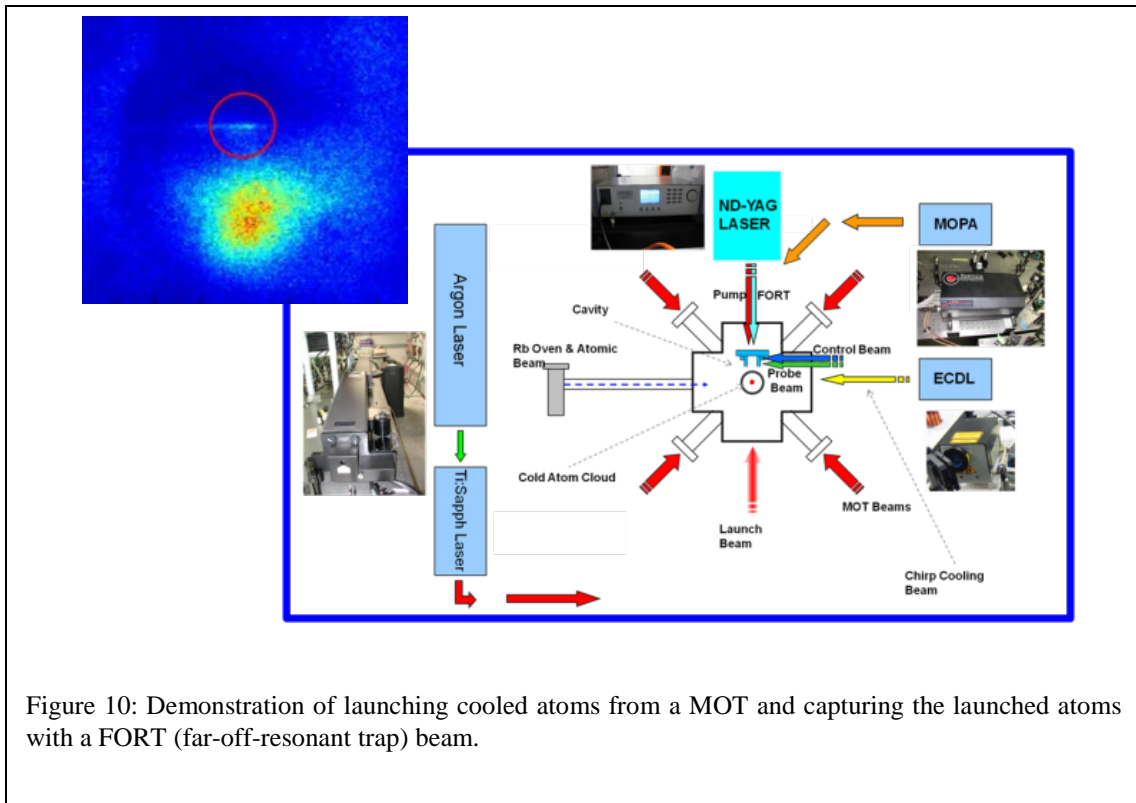 ND-YAG
LASER
MOPA
Argon Laser
Pump
FORT
Cavity
Rb Oven & Atomic
Beam
Control Beam
Probe
Beam
ECDL
Cold Atom Cloud
Ti:Sapph Laser
MOT Beams
Launch
Beam
Chirp Cooling
Beam
Figure 10: Demonstration of launching cooled atoms from a MOT and capturing the launched atoms
with a FORT (far-off-resonant trap) beam.